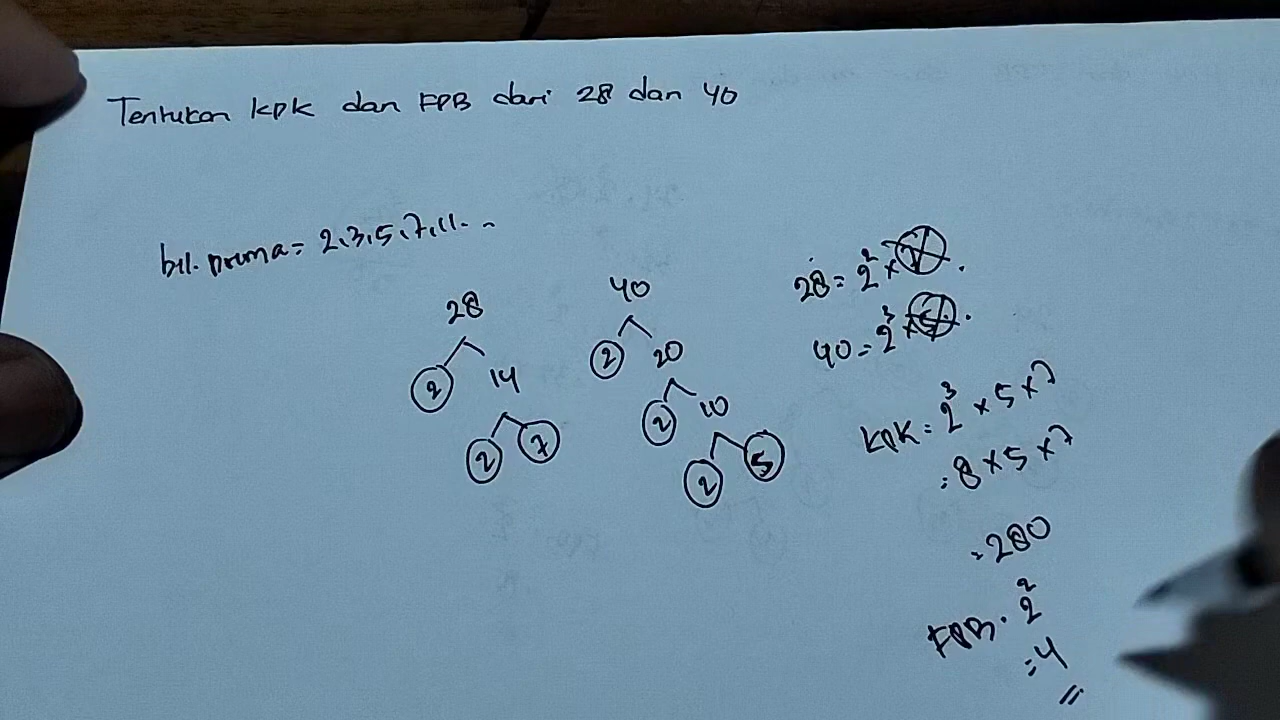 Tentukan KPK dan FPB dari 28 dan 40
bil. prima = 2,3,5,7,11...
28
2 14
2 7
40
2 20
2 10
2 5
28 = 2² × 7
40 = 2³ × 5
KPK = 2³ × 5 × 7
= 8 × 5 × 7
= 280
FPB = 2²
= 4